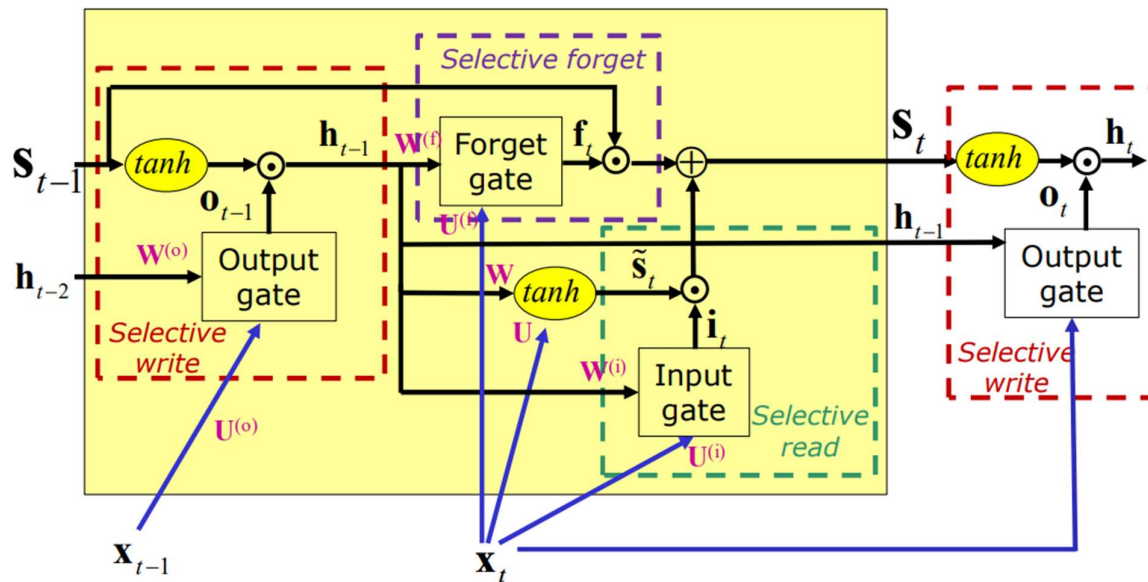 Selective forget
s_{t-1}
tanh
h_{t-1}
W^{(f)}
Forget gate
f_t
s_t
tanh
h_t
o_{t-1}
U^{(f)}
o_t
h_{t-2}
W^{(o)}
Output gate
h_{t-1}
Output gate
W
tanh
s̃_t
U
i_t
Selective write
W^{(i)}
Input gate
Selective write
U^{(o)}
U^{(i)}
Selective read
x_{t-1}
x_t